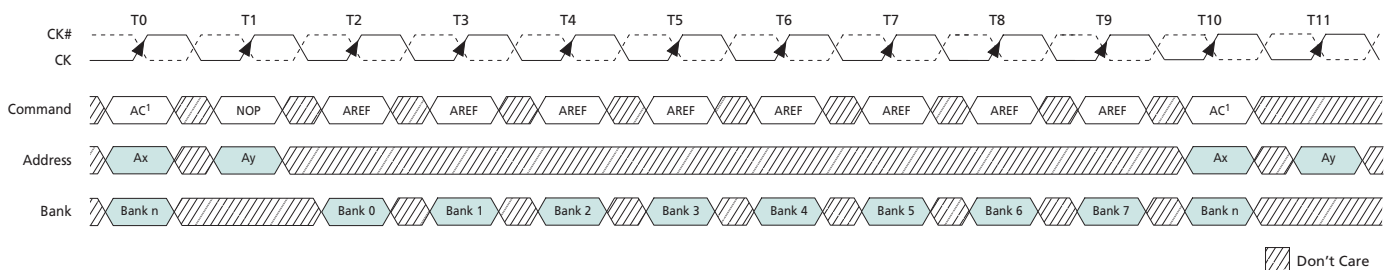 T0 T1 T2 T3 T4 T5 T6 T7 T8 T9 T10 T11
CK#
CK
Command AC¹ NOP AREF AREF AREF AREF AREF AREF AREF AREF AC¹
Address Ax Ay Ax Ay
Bank Bank n Bank 0 Bank 1 Bank 2 Bank 3 Bank 4 Bank 5 Bank 6 Bank 7 Bank n
Don't Care